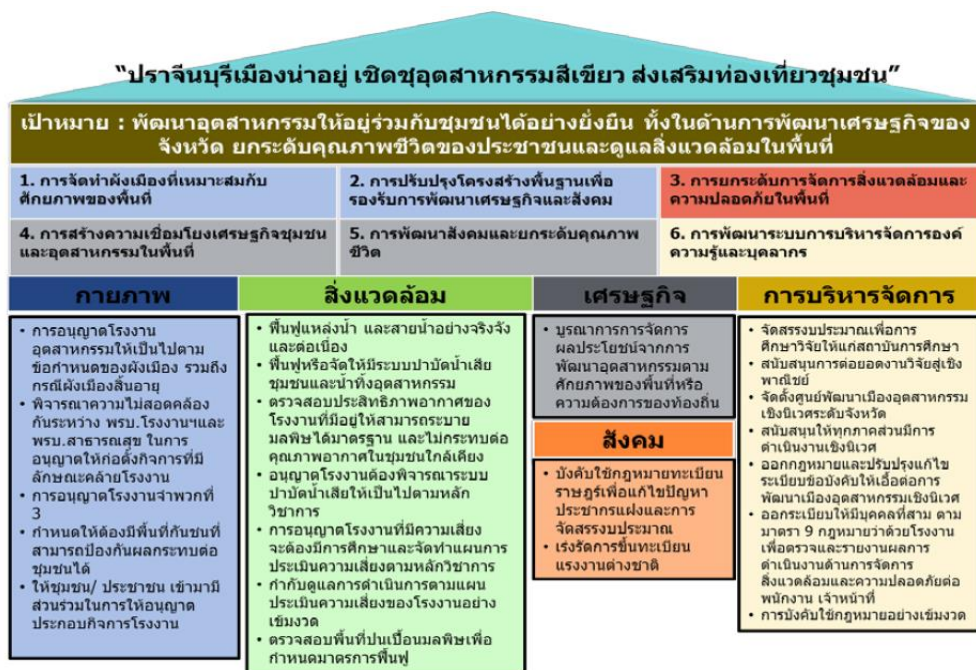 “ปราจีนบุรีเมืองน่าอยู่ เชิดชูอุตสาหกรรมสีเขียว ส่งเสริมท่องเที่ยวชุมชน”
เป้าหมาย : พัฒนาอุตสาหกรรมให้อยู่ร่วมกับชุมชนได้อย่างยั่งยืน ทั้งในด้านการพัฒนาเศรษฐกิจของ
จังหวัด ยกระดับคุณภาพชีวิตของประชาชนและดูแลสิ่งแวดล้อมในพื้นที่
1. การจัดทำผังเมืองที่เหมาะสมกับ
ศักยภาพของพื้นที่
2. การปรับปรุงโครงสร้างพื้นฐานเพื่อ
รองรับการพัฒนาเศรษฐกิจและสังคม
3. การยกระดับการจัดการสิ่งแวดล้อมและ
ความปลอดภัยในพื้นที่
4. การสร้างความเชื่อมโยงเศรษฐกิจชุมชน
และอุตสาหกรรมในพื้นที่
5. การพัฒนาสังคมและยกระดับคุณภาพ
ชีวิต
6. การพัฒนาระบบการบริหารจัดการองค์
ความรู้และบุคลากร
กายภาพ
• การอนุญาตโรงงาน
อุตสาหกรรมให้เป็นไปตาม
ข้อกำหนดของผังเมือง รวมถึง
กรณีผังเมืองสิ้นอายุ
• พิจารณาความไม่สอดคล้อง
กันระหว่าง พรบ.โรงงานฯและ
พรบ.สาธารณสุข ในการ
อนุญาตให้ก่อตั้งกิจการที่มี
ลักษณะคล้ายโรงงาน
• การอนุญาตโรงงานจำพวกที่
3
• กำหนดให้ต้องมีพื้นที่กันชนที่
สามารถป้องกันผลกระทบต่อ
ชุมชนได้
• ให้ชุมชน/ ประชาชน เข้ามามี
ส่วนร่วมในการให้อนุญาต
ประกอบกิจการโรงงาน
สิ่งแวดล้อม
• ฟื้นฟูแหล่งน้ำ และสายน้ำอย่างจริงจัง
และต่อเนื่อง
• ฟื้นฟูหรือจัดให้มีระบบบำบัดน้ำเสีย
ชุมชนและน้ำทิ้งอุตสาหกรรม
• ตรวจสอบประสิทธิภาพอากาศของ
โรงงานที่มีอยู่ให้สามารถระบาย
มลพิษได้มาตรฐาน และไม่กระทบต่อ
คุณภาพอากาศในชุมชนใกล้เคียง
• อนุญาตโรงงานต้องพิจารณาระบบ
บำบัดน้ำเสียให้เป็นไปตามหลัก
วิชาการ
• การอนุญาตโรงงานที่มีความเสี่ยง
จะต้องมีการศึกษาและจัดทำแผนการ
ประเมินความเสี่ยงตามหลักวิชาการ
• กำกับดูแลการดำเนินการตามแผน
ประเมินความเสี่ยงของโรงงานอย่าง
เข้มงวด
• ตรวจสอบพื้นที่ปนเปื้อนมลพิษเพื่อ
กำหนดมาตรการฟื้นฟู
เศรษฐกิจ
• บูรณาการการจัดการ
ผลประโยชน์จากการ
พัฒนาอุตสาหกรรมตาม
ศักยภาพของพื้นที่หรือ
ความต้องการของท้องถิ่น
สังคม
• บังคับใช้กฎหมายทะเบียน
ราษฎร์เพื่อแก้ไขปัญหา
ประชากรแฝงและการ
จัดสรรงบประมาณ
• เร่งรัดการขึ้นทะเบียน
แรงงานต่างชาติ
การบริหารจัดการ
• จัดสรรงบประมาณเพื่อการ
ศึกษาวิจัยให้แก่สถาบันการศึกษา
• สนับสนุนการต่อยอดงานวิจัยสู่เชิง
พาณิชย์
• จัดตั้งศูนย์พัฒนาเมืองอุตสาหกรรม
เชิงนิเวศระดับจังหวัด
• สนับสนุนให้ทุกภาคส่วนมีการ
ดำเนินงานเชิงนิเวศ
• ออกกฎหมายและปรับปรุงแก้ไข
ระเบียบข้อบังคับให้เอื้อต่อการ
พัฒนาเมืองอุตสาหกรรมเชิงนิเวศ
• ออกระเบียบให้มีบุคคลที่สาม ตาม
มาตรา 9 กฎหมายว่าด้วยโรงงาน
เพื่อตรวจและรายงานผลการ
ดำเนินงานด้านการจัดการ
สิ่งแวดล้อมและความปลอดภัยต่อ
พนักงาน เจ้าหน้าที่
• การบังคับใช้กฎหมายอย่างเข้มงวด